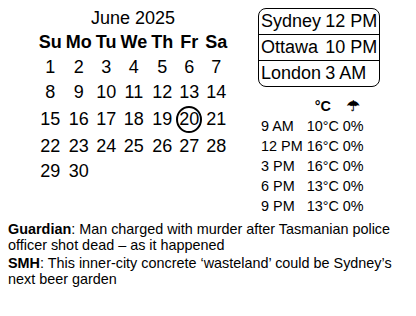 June 2025
Su Mo Tu We Th Fr Sa
1 2 3 4 5 6 7
8 9 10 11 12 13 14
15 16 17 18 19 20 21
22 23 24 25 26 27 28
29 30
Sydney 12 PM
Ottawa 10 PM
London 3 AM
°C ☂
9 AM 10°C 0%
12 PM 16°C 0%
3 PM 16°C 0%
6 PM 13°C 0%
9 PM 13°C 0%
Guardian: Man charged with murder after Tasmanian police
officer shot dead – as it happened
SMH: This inner-city concrete ‘wasteland’ could be Sydney’s
next beer garden